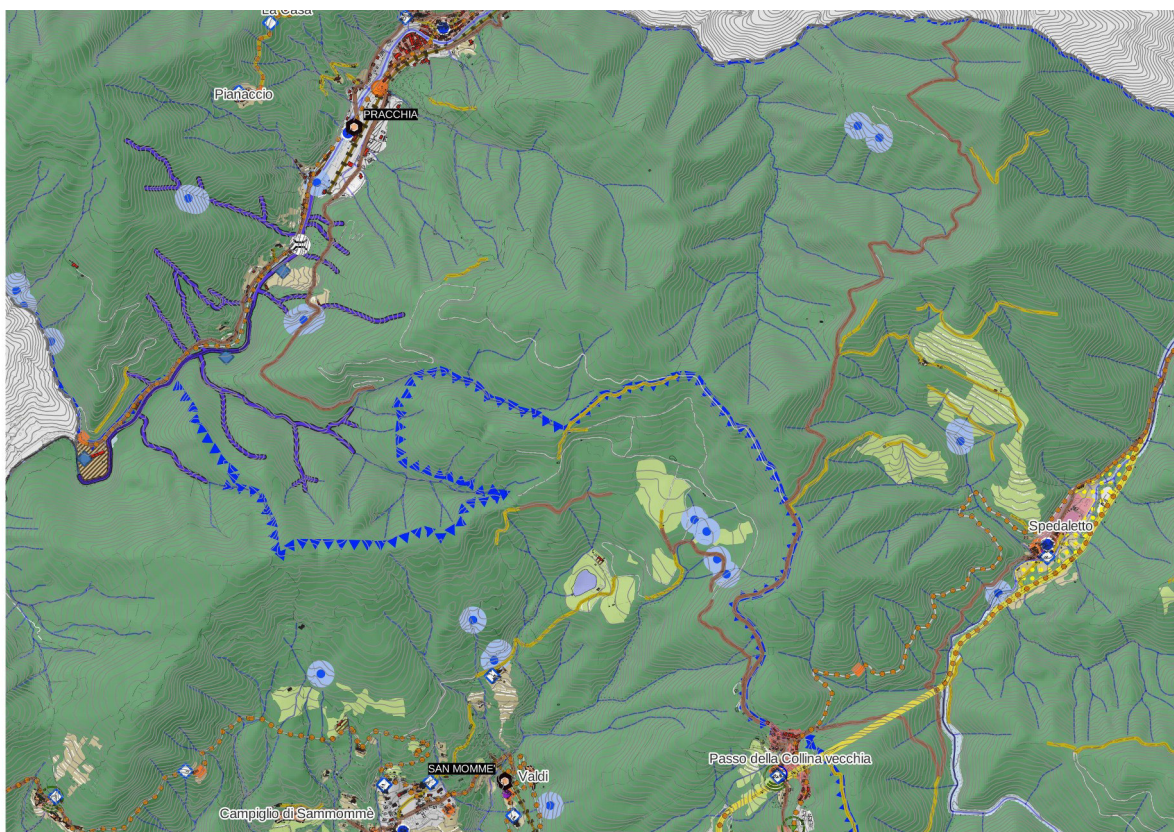 La Casa
Pianaccio
PRACCHIA
Spedaletto
Passo della Collina vecchia
SAN MOMME'
Valdi
Campiglio di Sammommè